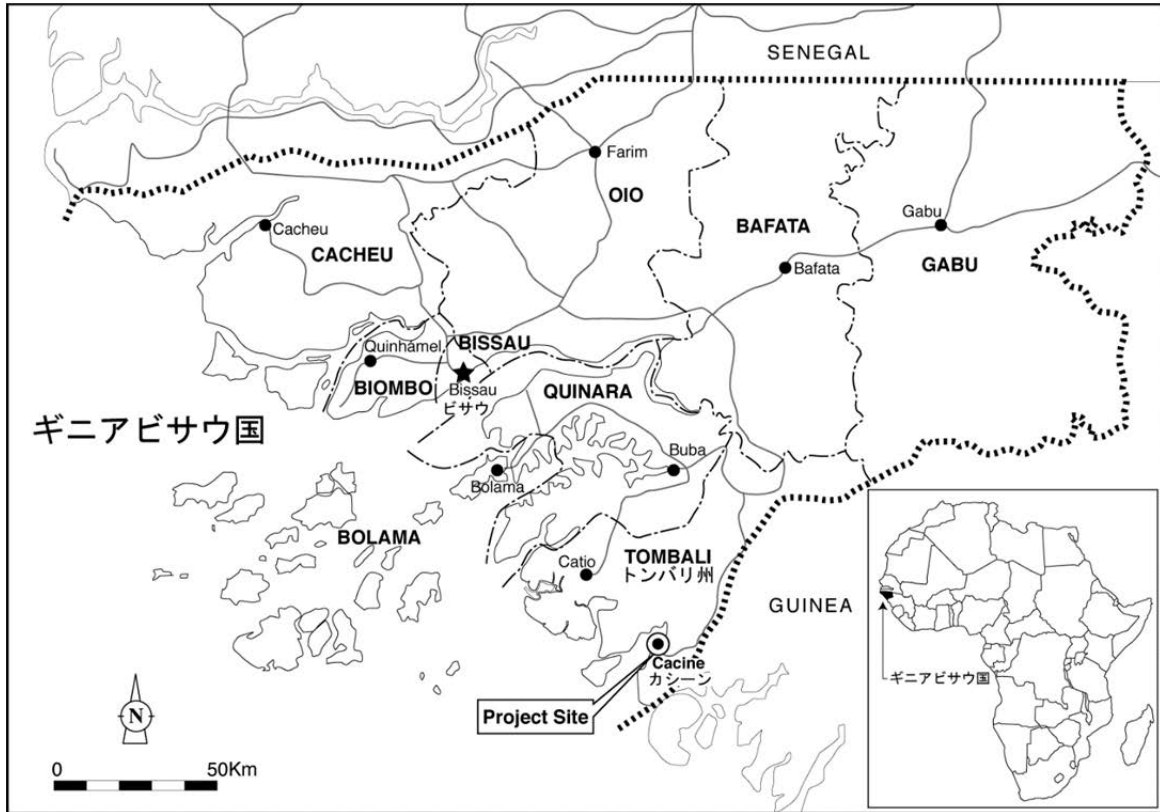 SENEGAL
Farim
OIO
Cacheu
CACHEU
BAFATA
Gabu
Bafata
GABU
BISSAU
Quinhamel
BIOMBO
Bissau
ビサウ
QUINARA
ギニアビサウ国
Buba
Bolama
BOLAMA
Catio
TOMBALI
トンバリ州
GUINEA
Cacine
カシーン
Project Site
ギニアビサウ国
N
0 50Km